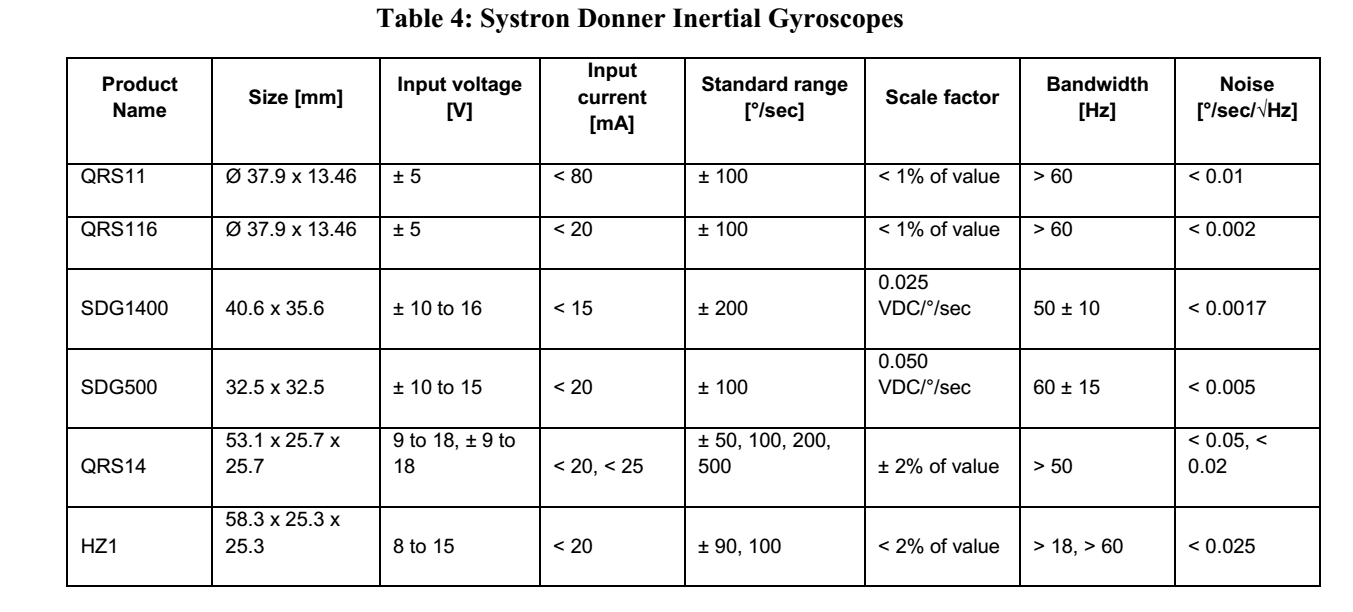 Table 4: Systron Donner Inertial Gyroscopes
Product Name | Size [mm] | Input voltage [V] | Input current [mA] | Standard range [°/sec] | Scale factor | Bandwidth [Hz] | Noise [°/sec/√Hz]
QRS11 | Ø 37.9 x 13.46 | ± 5 | < 80 | ± 100 | < 1% of value | > 60 | < 0.01
QRS116 | Ø 37.9 x 13.46 | ± 5 | < 20 | ± 100 | < 1% of value | > 60 | < 0.002
SDG1400 | 40.6 x 35.6 | ± 10 to 16 | < 15 | ± 200 | 0.025 VDC/°/sec | 50 ± 10 | < 0.0017
SDG500 | 32.5 x 32.5 | ± 10 to 15 | < 20 | ± 100 | 0.050 VDC/°/sec | 60 ± 15 | < 0.005
QRS14 | 53.1 x 25.7 x 25.7 | 9 to 18, ± 9 to 18 | < 20, < 25 | ± 50, 100, 200, 500 | ± 2% of value | > 50 | < 0.05, < 0.02
HZ1 | 58.3 x 25.3 x 25.3 | 8 to 15 | < 20 | ± 90, 100 | < 2% of value | > 18, > 60 | < 0.025